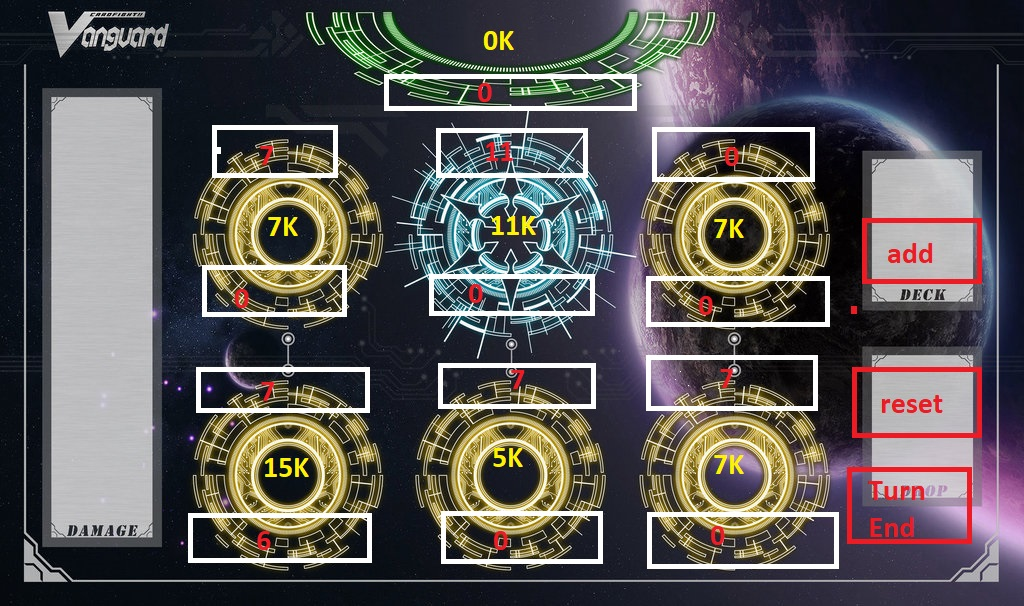 CARDFIGHT!!
Vanguard
0K
0
7
11
0
7K
11K
7K
add
0
0
0
DECK
7
7
7
reset
15K
5K
7K
DROP
Turn
End
6
0
0
DAMAGE